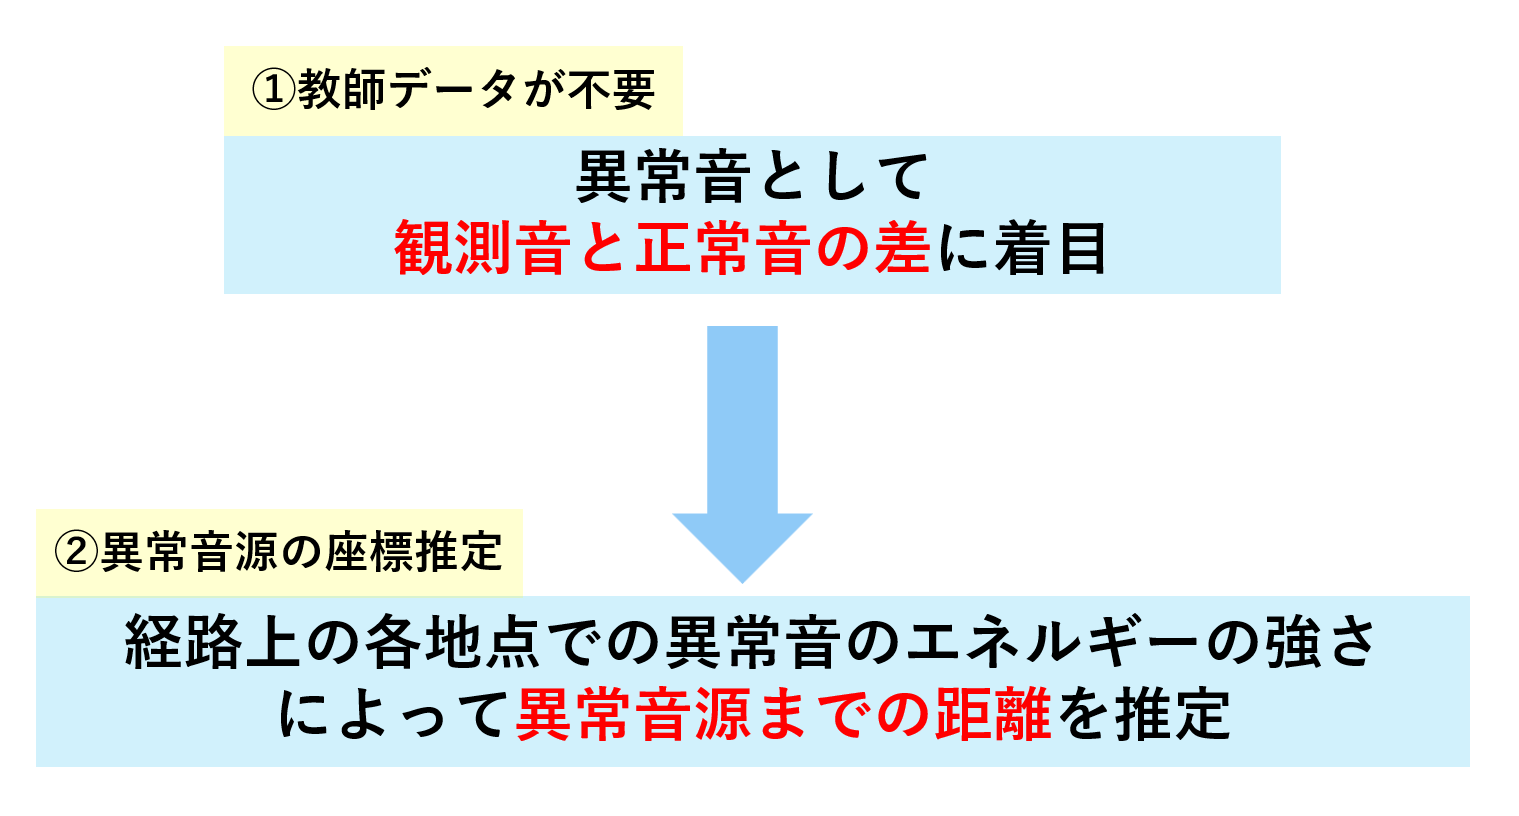 ①教師データが不要
異常音として
観測音と正常音の差に着目
②異常音源の座標推定
経路上の各地点での異常音のエネルギーの強さ
によって異常音源までの距離を推定